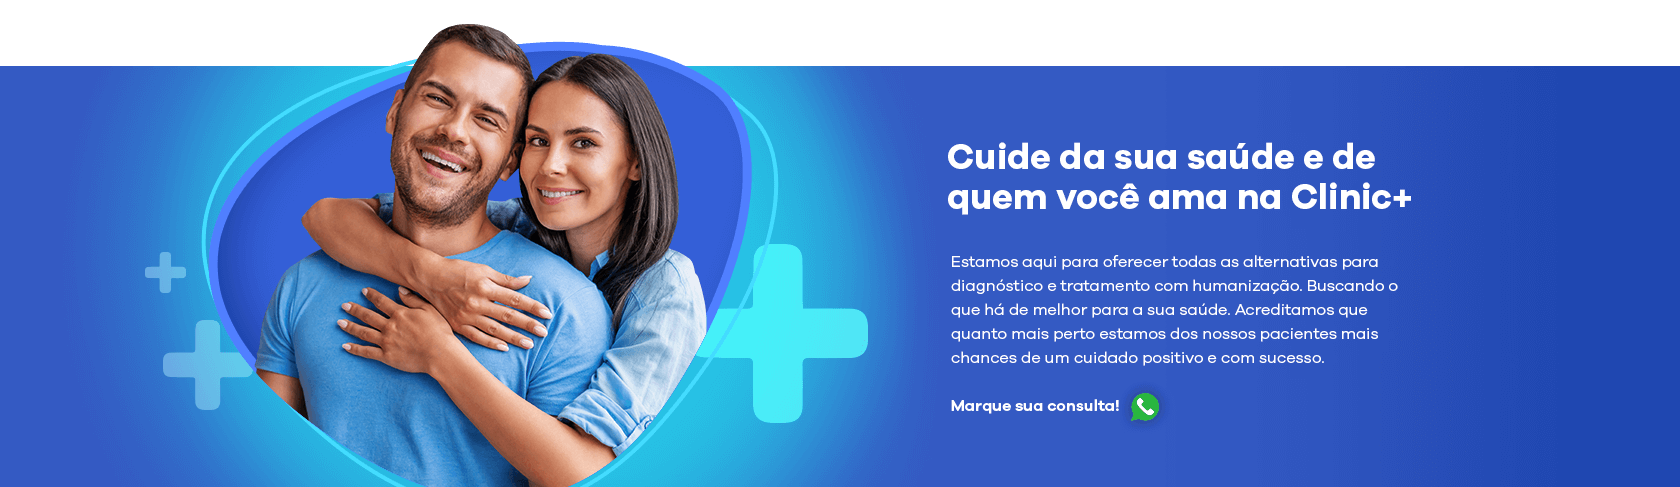 Cuide da sua saúde e de
quem você ama na Clinic+
Estamos aqui para oferecer todas as alternativas para
diagnóstico e tratamento com humanização. Buscando o
que há de melhor para a sua saúde. Acreditamos que
quanto mais perto estamos dos nossos pacientes mais
chances de um cuidado positivo e com sucesso.
Marque sua consulta!